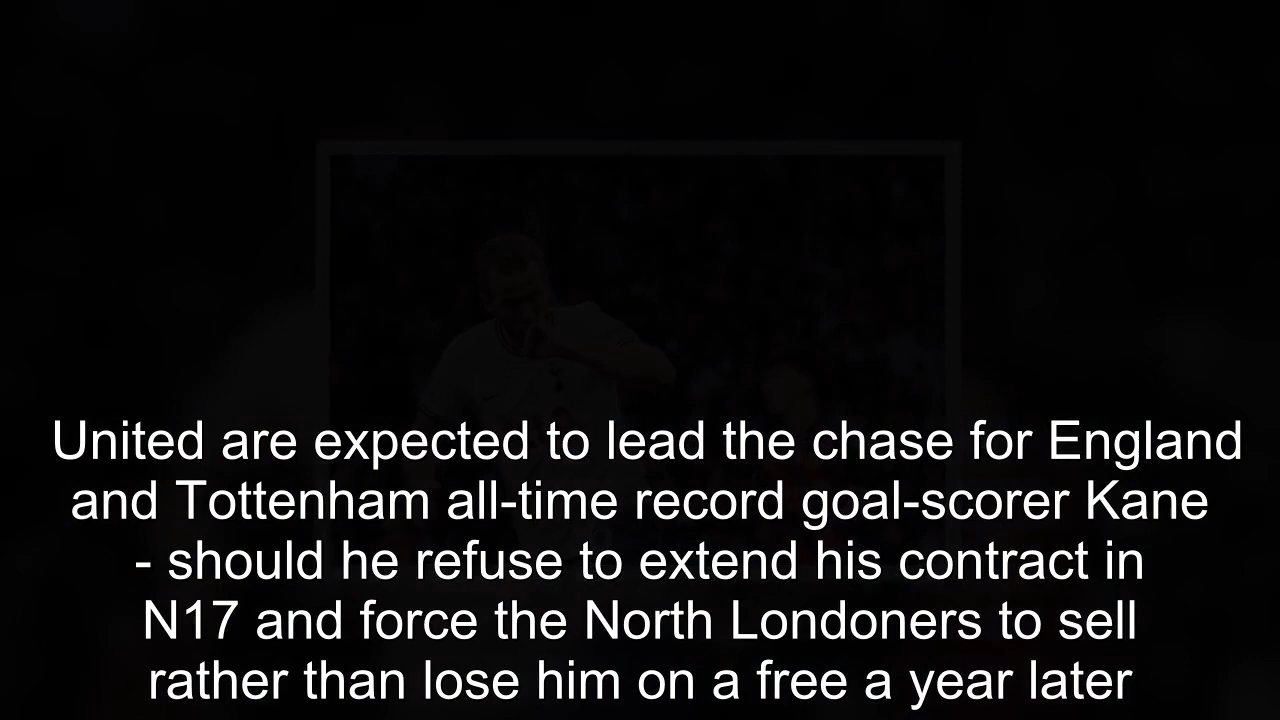 United are expected to lead the chase for England
and Tottenham all-time record goal-scorer Kane
- should he refuse to extend his contract in
N17 and force the North Londoners to sell
rather than lose him on a free a year later